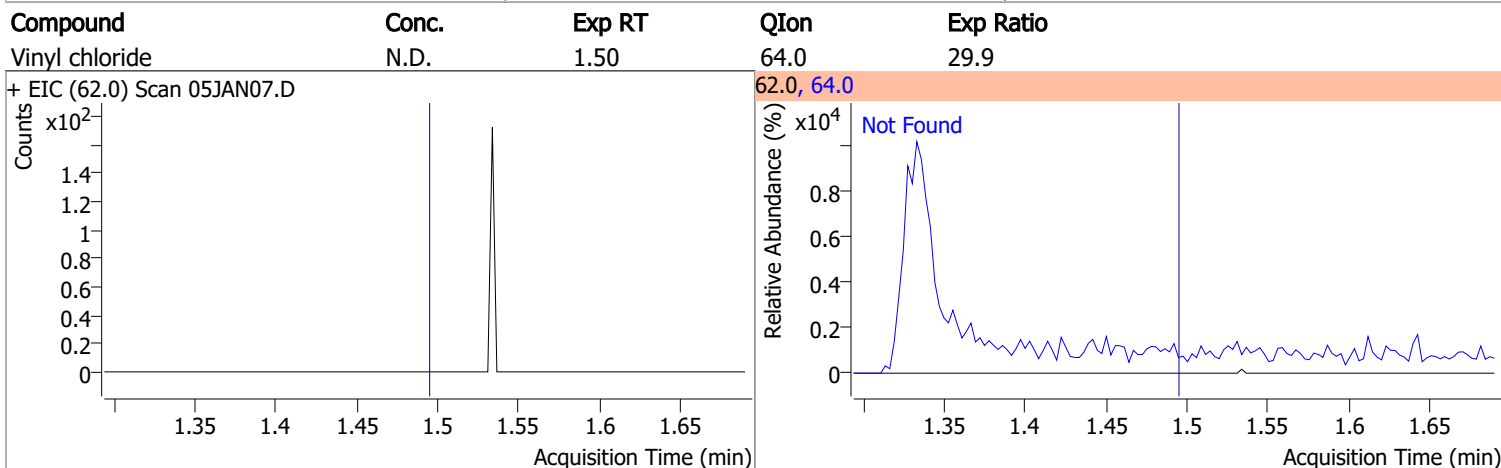 Compound Conc. Exp RT QIon Exp Ratio
Vinyl chloride N.D. 1.50 64.0 29.9
+ EIC (62.0) Scan 05JAN07.D
Counts
x102
1.4
1.2
1
0.8
0.6
0.4
0.2
0
1.35 1.4 1.45 1.5 1.55 1.6 1.65
Acquisition Time (min)
62.0, 64.0
Relative Abundance (%)
x104
Not Found
0.8
0.6
0.4
0.2
0
1.35 1.4 1.45 1.5 1.55 1.6 1.65
Acquisition Time (min)